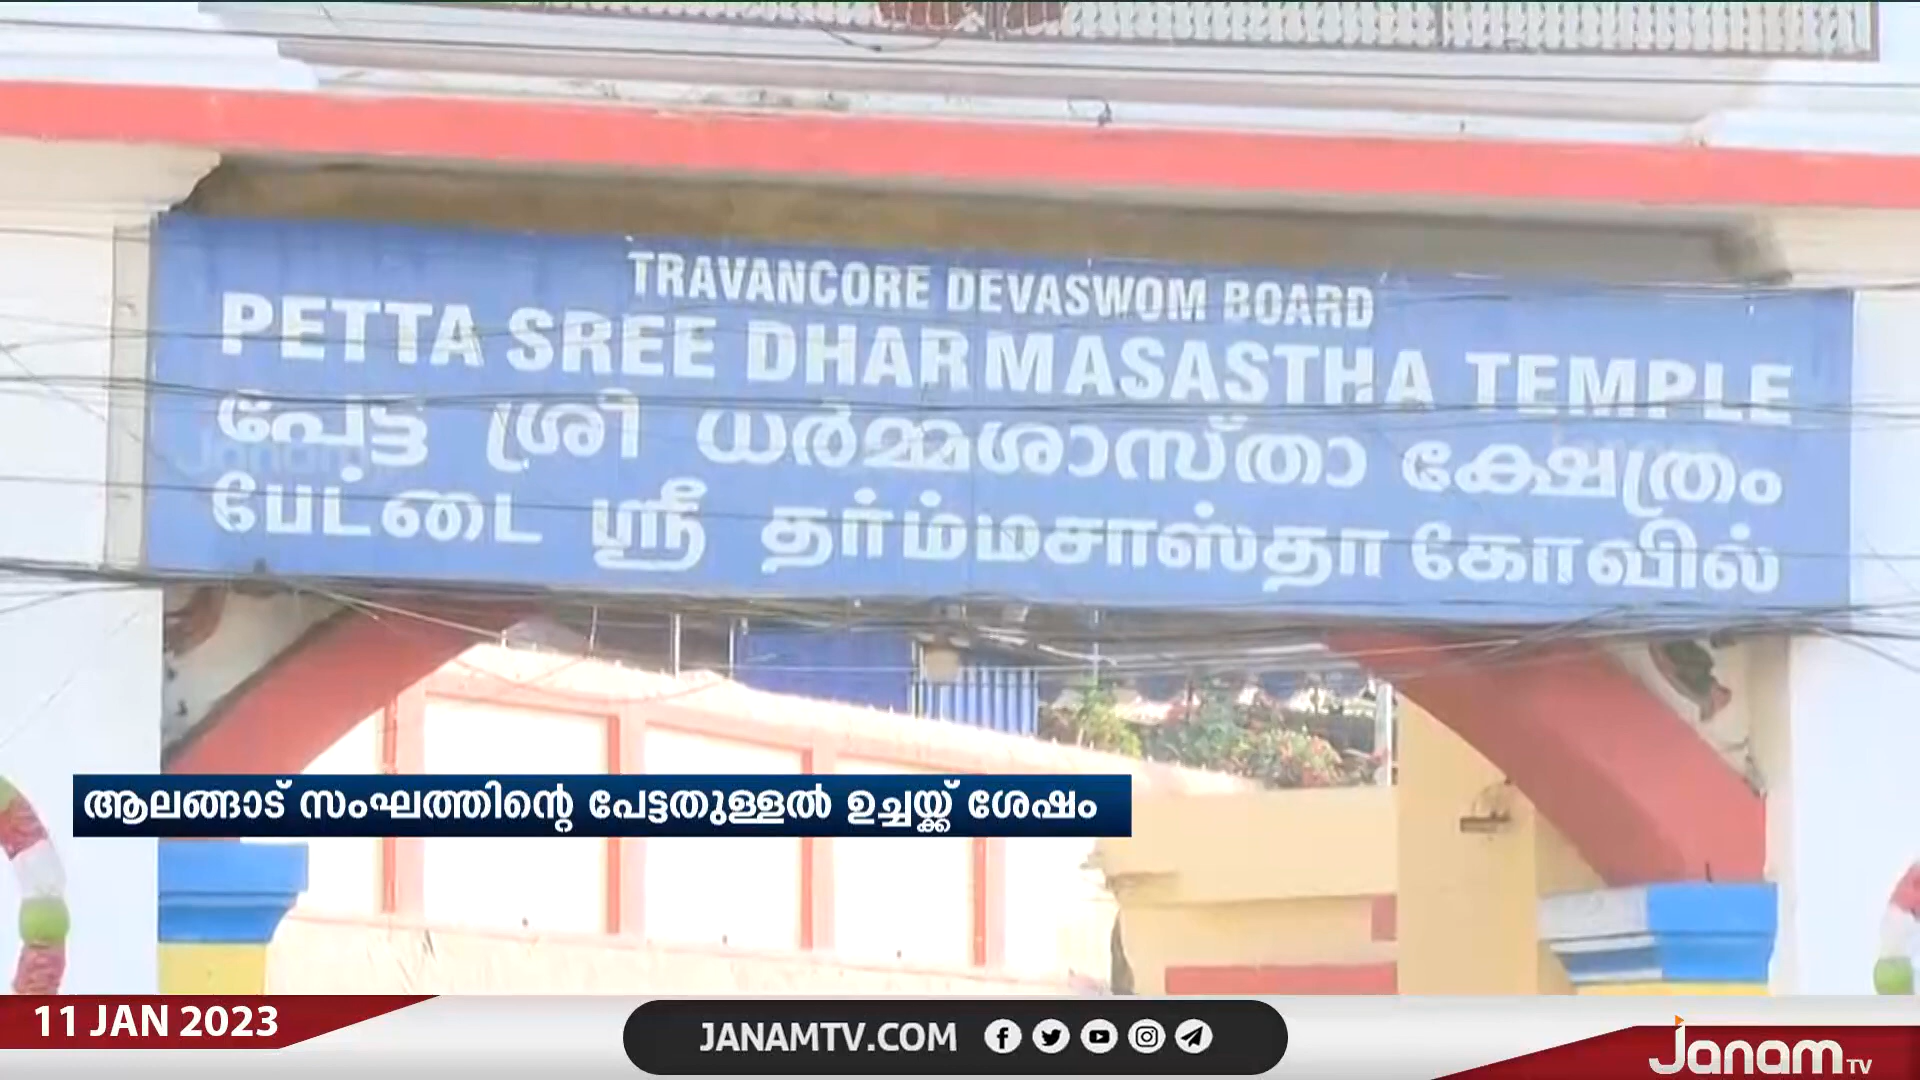 TRAVANCORE DEVASWOM BOARD
PETTA SREE DHARMASASTHA TEMPLE
പേട്ട ശ്രീ ധർമ്മശാസ്താ ക്ഷേത്രം
பேட்டை ஸ்ரீ தர்ம்மசாஸ்தா கோவில்
ആലങ്ങാട് സംഘത്തിന്റെ പേട്ടതുള്ളൽ ഉച്ചയ്ക്ക് ശേഷം
11 JAN 2023
JANAMTV.COM
Janam TV